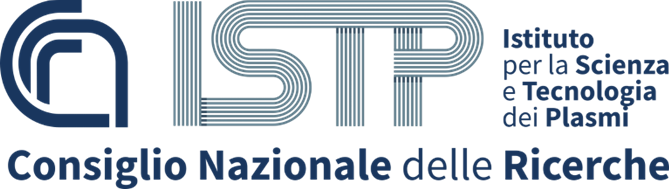 ISTP
Istituto
per la Scienza
e Tecnologia
dei Plasmi
Consiglio Nazionale delle Ricerche